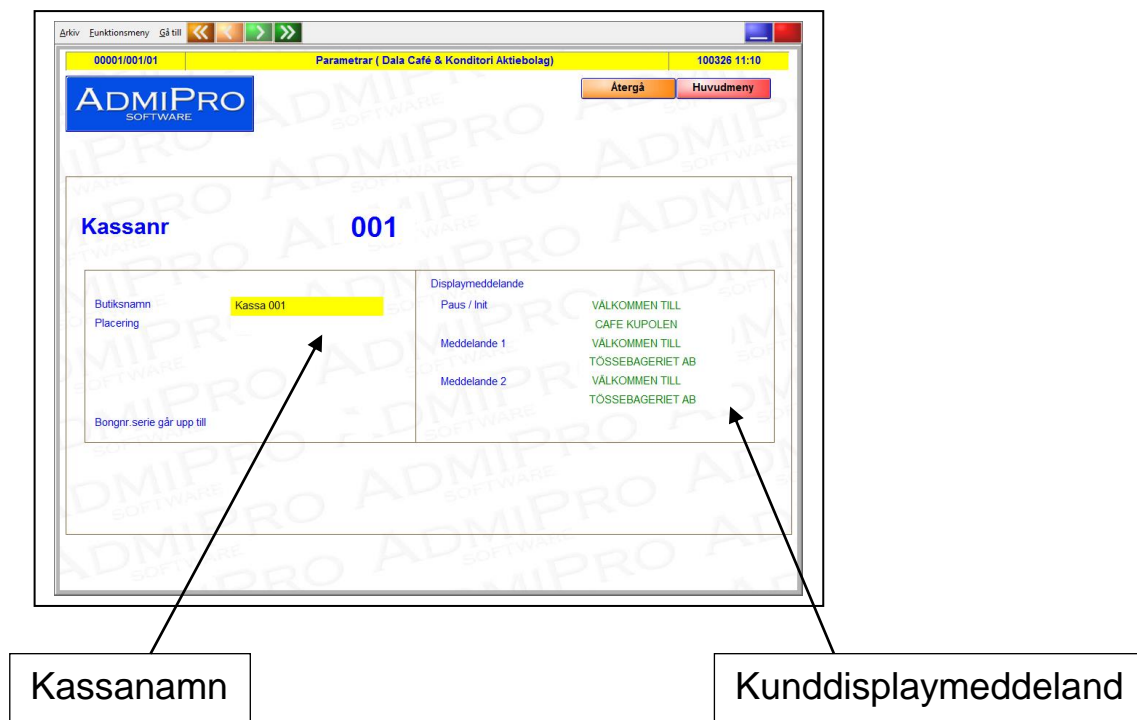 Arkiv Funktionsmeny Gå till
00001/001/01 Parametrar ( Dala Café & Konditori Aktiebolag) 100326 11:10
ADMIPRO
SOFTWARE
Återgå Huvudmeny
Kassanr 001
Displaymeddelande
Butiksnamn Kassa 001 Paus / Init VÄLKOMMEN TILL
Placering CAFE KUPOLEN
Meddelande 1 VÄLKOMMEN TILL
TÖSSEBAGERIET AB
Meddelande 2 VÄLKOMMEN TILL
TÖSSEBAGERIET AB
Bongnr.serie går upp till
Kassanamn Kunddisplaymeddeland